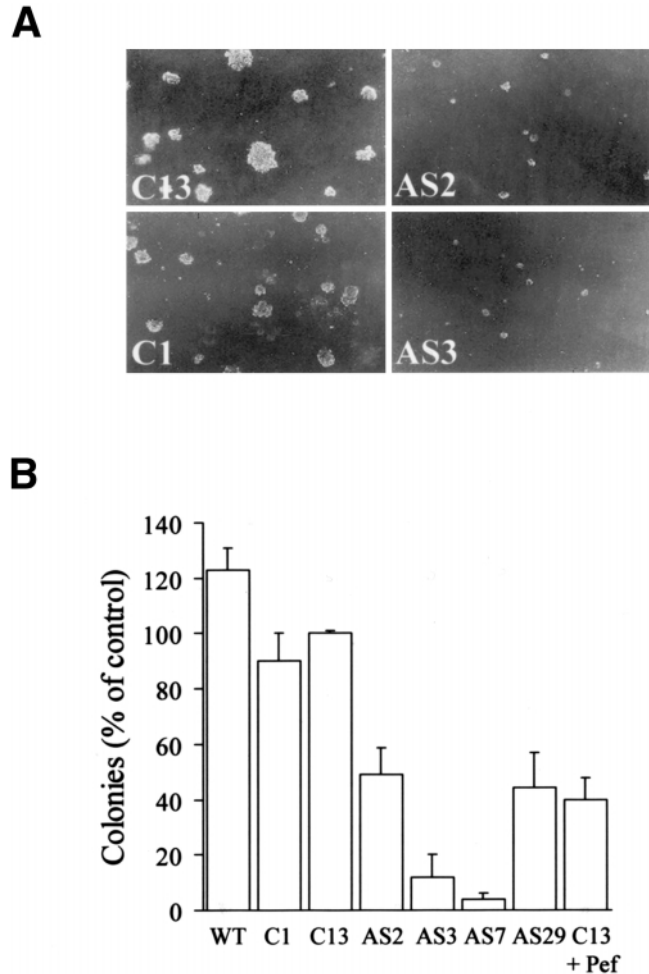 A
C13
AS2
C1
AS3
B
Colonies (% of control)
140
120
100
80
60
40
20
0
WT C1 C13 AS2 AS3 AS7 AS29 C13
+ Pef